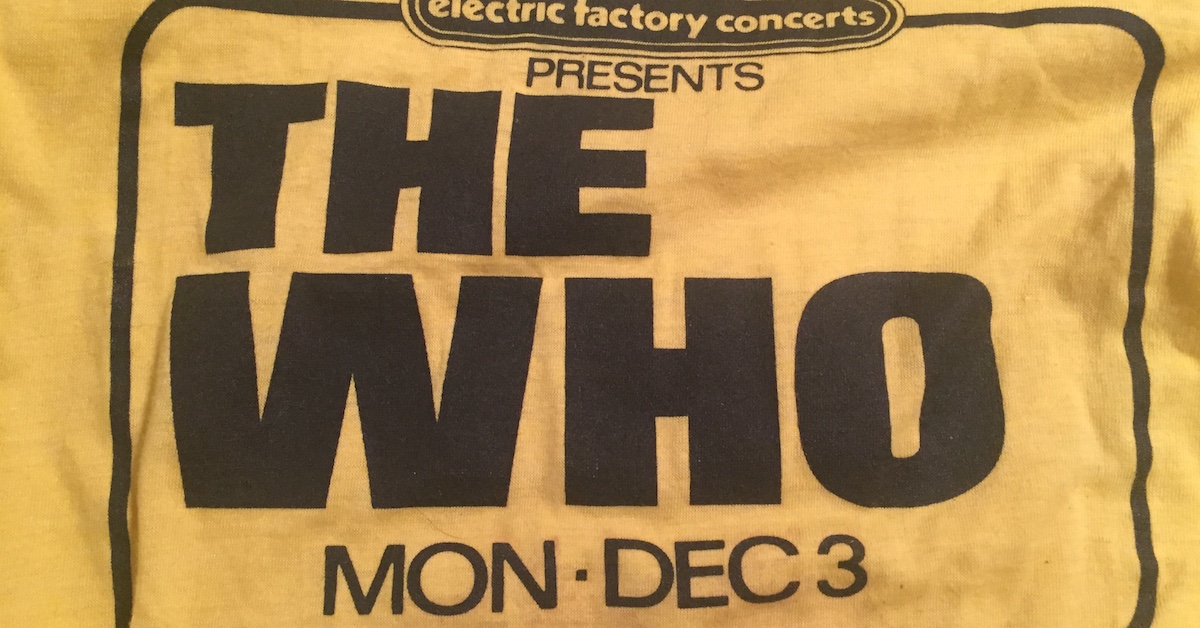 electric factory concerts
PRESENTS
THE
WHO
MON·DEC 3